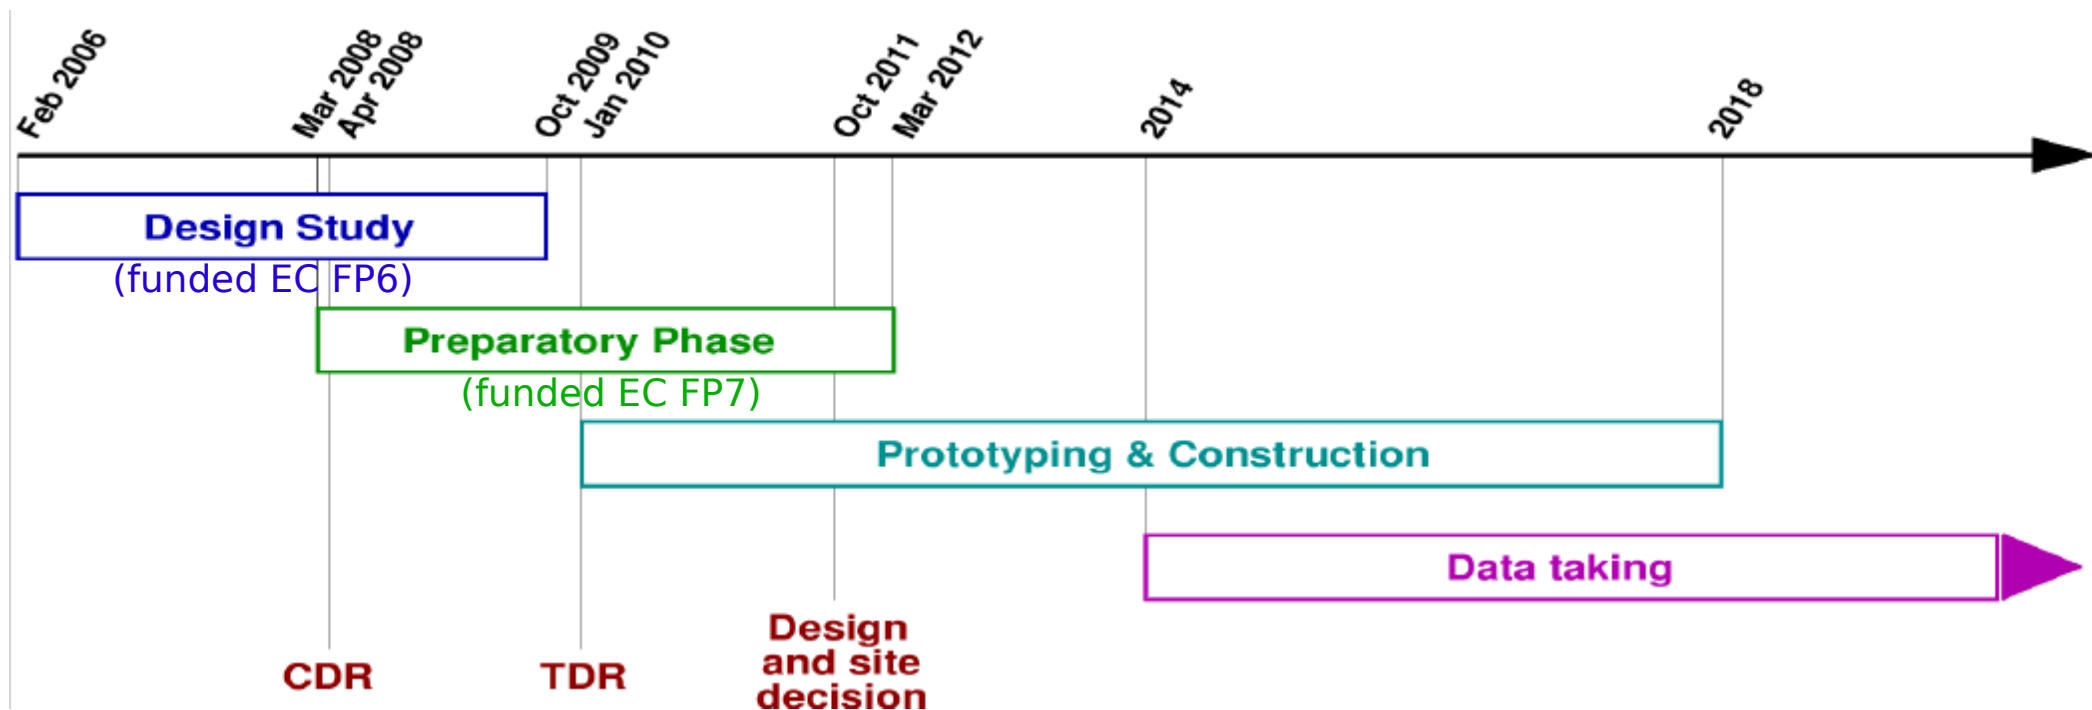 Feb 2006
Mar 2008
Apr 2008
Oct 2009
Jan 2010
Oct 2011
Mar 2012
2014
2018
Design Study
(funded EC FP6)
Preparatory Phase
(funded EC FP7)
Prototyping & Construction
Data taking
CDR
TDR
Design
and site
decision